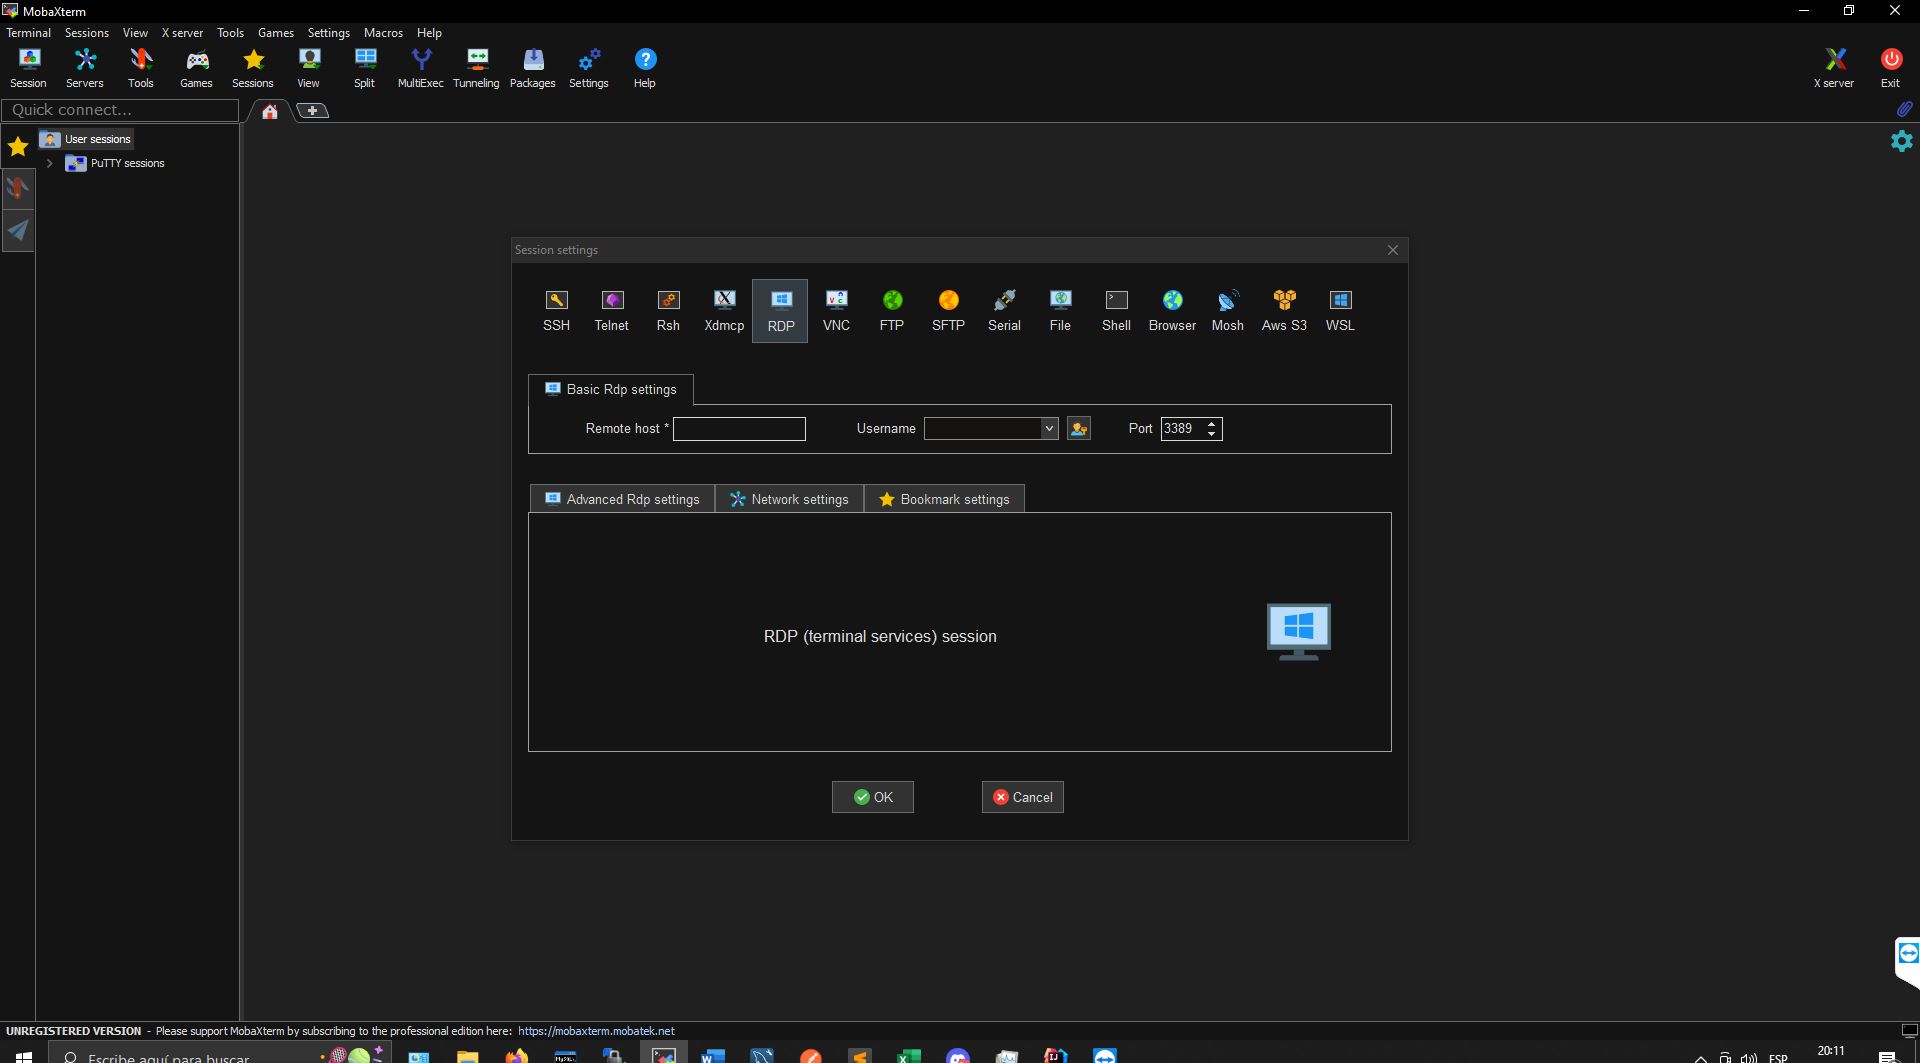 MobaXterm
Terminal Sessions View X server Tools Games Settings Macros Help
Session Servers Tools Games Sessions View Split MultiExec Tunneling Packages Settings Help X server Exit
Quick connect...
User sessions
PuTTY sessions
Session settings
SSH Telnet Rsh Xdmcp RDP VNC FTP SFTP Serial File Shell Browser Mosh Aws S3 WSL
Basic Rdp settings
Remote host * Username Port 3389
Advanced Rdp settings Network settings Bookmark settings
RDP (terminal services) session
OK Cancel
UNREGISTERED VERSION - Please support MobaXterm by subscribing to the professional edition here: https://mobaxterm.mobatek.net
Escribe aquí para buscar
ESP
20:11